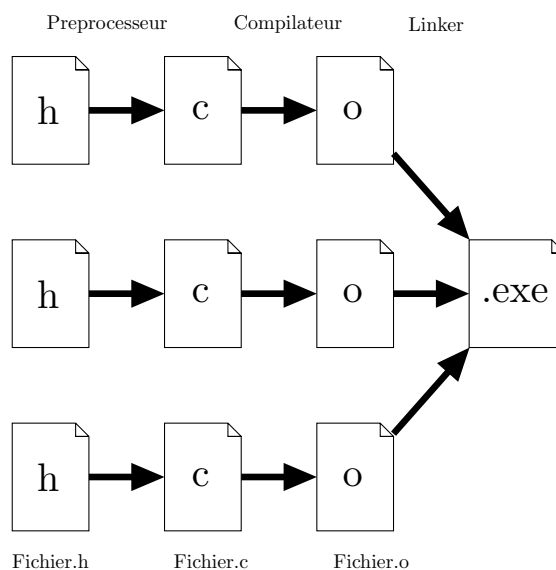 Preprocesseur Compilateur Linker
h c o
h c o .exe
h c o
Fichier.h Fichier.c Fichier.o